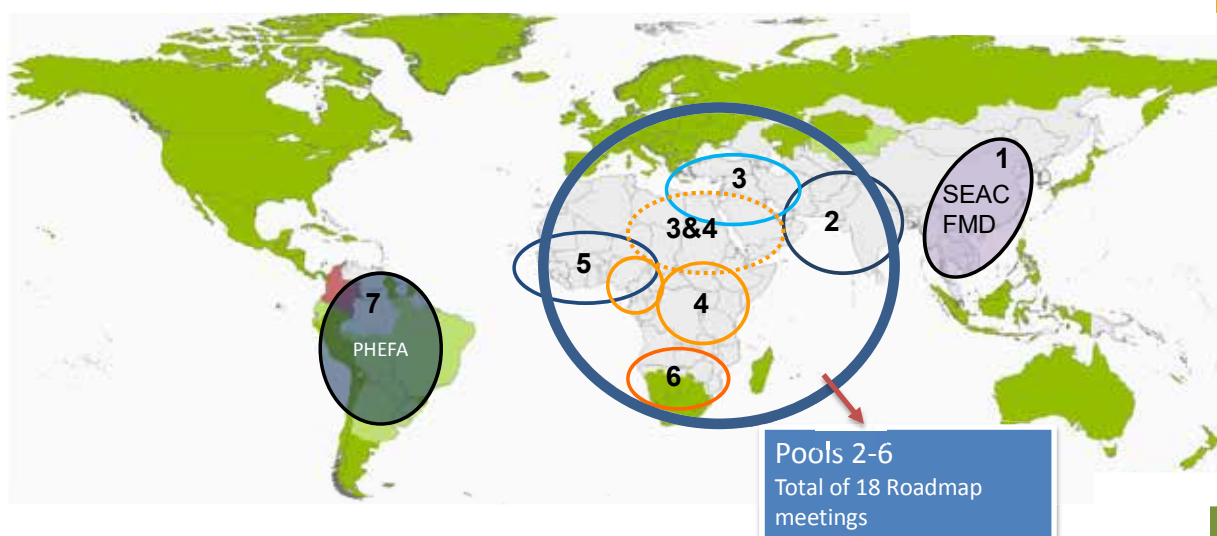 1
SEAC
FMD
3
2
3&4
5
4
7
PHEFA
6
Pools 2-6
Total of 18 Roadmap
meetings